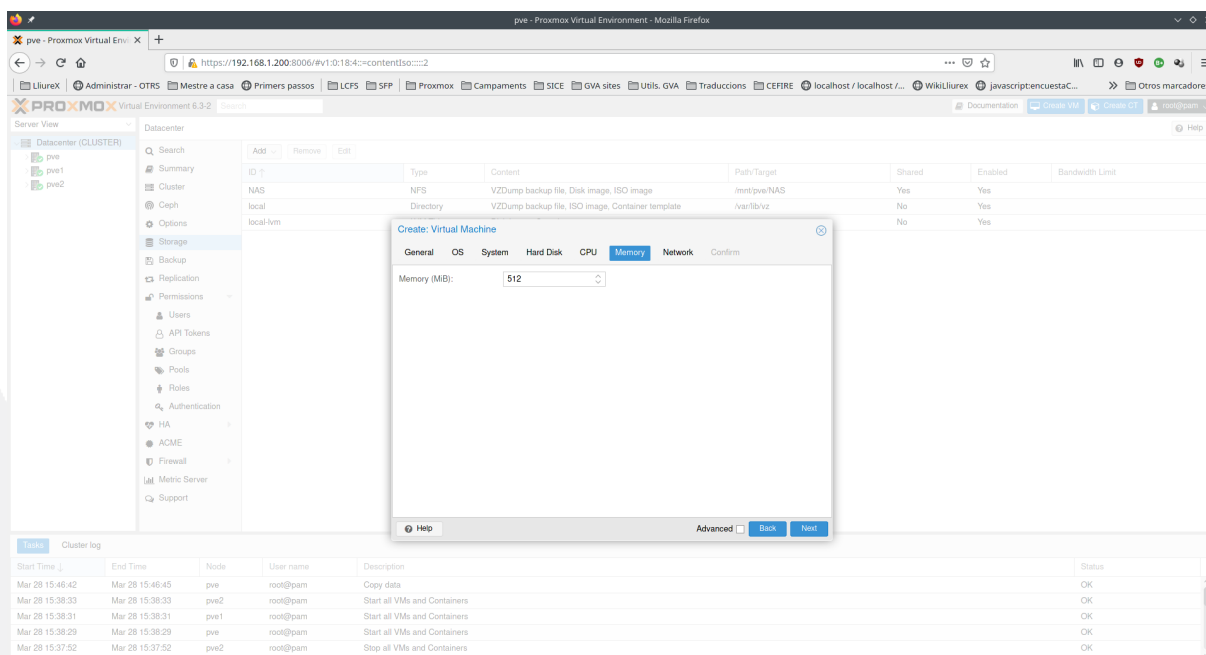 pve - Proxmox Virtual Environment - Mozilla Firefox
pve - Proxmox Virtual Envi
https://192.168.1.200:8006/#v1:0:18:4::=contentIso:::::2
LliureX Administrar - OTRS Mestre a casa Primers passos LCFS SFP Proxmox Campaments SICE GVA sites Utils. GVA Traduccions CEFIRE localhost / localhost /... WikiLliurex javascript:encuestaC... Otros marcadores
PROXMOX Virtual Environment 6.3-2 Search Documentation Create VM Create CT root@pam
Server View
Datacenter Help
Datacenter (CLUSTER)
pve
pve1
pve2
Search
Summary
Cluster
Ceph
Options
Storage
Backup
Replication
Permissions
Users
API Tokens
Groups
Pools
Roles
Authentication
HA
ACME
Firewall
Metric Server
Support
Add Remove Edit
ID Type Content Path/Target Shared Enabled Bandwidth Limit
NAS NFS VZDump backup file, Disk image, ISO image /mnt/pve/NAS Yes Yes
local Directory VZDump backup file, ISO image, Container template /var/lib/vz No Yes
local-lvm No Yes
Create: Virtual Machine
General OS System Hard Disk CPU Memory Network Confirm
Memory (MiB): 512
Help Advanced Back Next
Tasks Cluster log
Start Time End Time Node User name Description Status
Mar 28 15:46:42 Mar 28 15:46:45 pve root@pam Copy data OK
Mar 28 15:38:33 Mar 28 15:38:33 pve2 root@pam Start all VMs and Containers OK
Mar 28 15:38:31 Mar 28 15:38:31 pve1 root@pam Start all VMs and Containers OK
Mar 28 15:38:29 Mar 28 15:38:29 pve root@pam Start all VMs and Containers OK
Mar 28 15:37:52 Mar 28 15:37:52 pve2 root@pam Stop all VMs and Containers OK